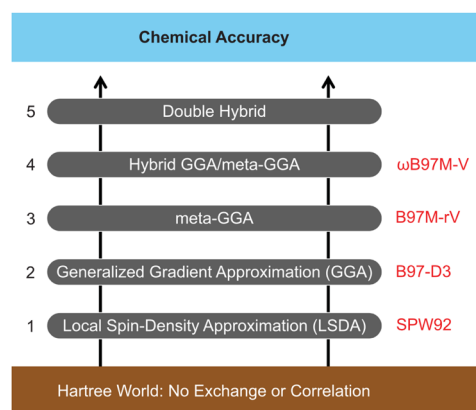 Chemical Accuracy
5 Double Hybrid
4 Hybrid GGA/meta-GGA ωB97M-V
3 meta-GGA B97M-rV
2 Generalized Gradient Approximation (GGA) B97-D3
1 Local Spin-Density Approximation (LSDA) SPW92
Hartree World: No Exchange or Correlation